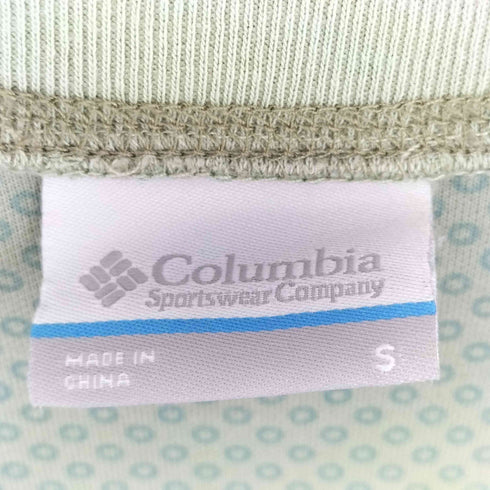 Columbia
Sportswear Company
MADE IN
CHINA
S